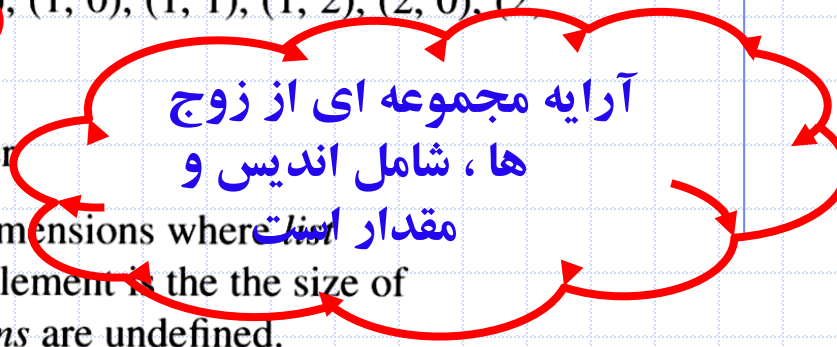 (1, 0), (1, 1), (1, 2), (2, 0), (2,
آرایه مجموعه ای از زوج
ها ، شامل اندیس و
مقدار است
mensions where list
lement is the the size of
ns are undefined.